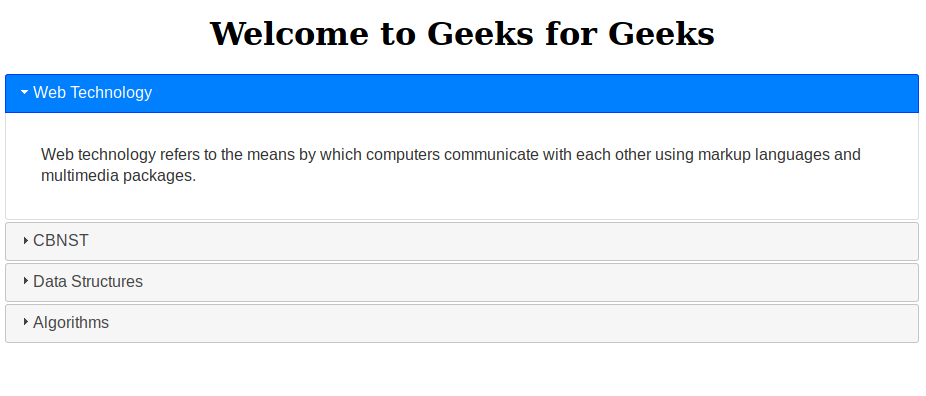 Welcome to Geeks for Geeks
Web Technology
Web technology refers to the means by which computers communicate with each other using markup languages and
multimedia packages.
CBNST
Data Structures
Algorithms